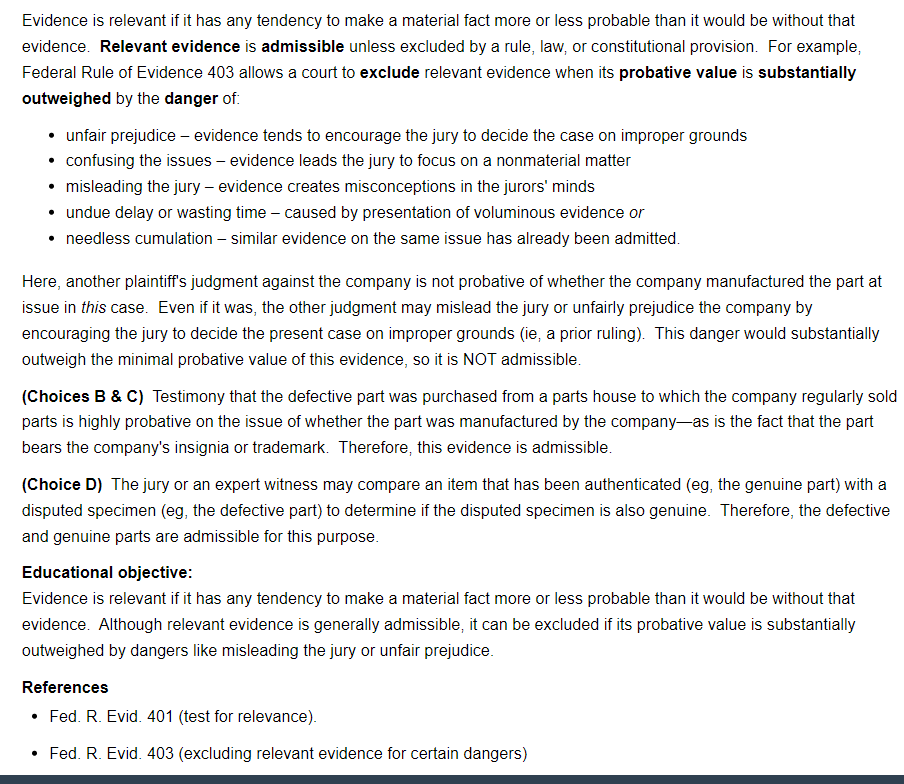 Evidence is relevant if it has any tendency to make a material fact more or less probable than it would be without that
evidence.  Relevant evidence is admissible unless excluded by a rule, law, or constitutional provision.  For example,
Federal Rule of Evidence 403 allows a court to exclude relevant evidence when its probative value is substantially
outweighed by the danger of:
• unfair prejudice – evidence tends to encourage the jury to decide the case on improper grounds
• confusing the issues – evidence leads the jury to focus on a nonmaterial matter
• misleading the jury – evidence creates misconceptions in the jurors' minds
• undue delay or wasting time – caused by presentation of voluminous evidence or
• needless cumulation – similar evidence on the same issue has already been admitted.
Here, another plaintiff's judgment against the company is not probative of whether the company manufactured the part at
issue in this case.  Even if it was, the other judgment may mislead the jury or unfairly prejudice the company by
encouraging the jury to decide the present case on improper grounds (ie, a prior ruling).  This danger would substantially
outweigh the minimal probative value of this evidence, so it is NOT admissible.
(Choices B & C)  Testimony that the defective part was purchased from a parts house to which the company regularly sold
parts is highly probative on the issue of whether the part was manufactured by the company—as is the fact that the part
bears the company's insignia or trademark.  Therefore, this evidence is admissible.
(Choice D)  The jury or an expert witness may compare an item that has been authenticated (eg, the genuine part) with a
disputed specimen (eg, the defective part) to determine if the disputed specimen is also genuine.  Therefore, the defective
and genuine parts are admissible for this purpose.
Educational objective:
Evidence is relevant if it has any tendency to make a material fact more or less probable than it would be without that
evidence.  Although relevant evidence is generally admissible, it can be excluded if its probative value is substantially
outweighed by dangers like misleading the jury or unfair prejudice.
References
• Fed. R. Evid. 401 (test for relevance).
• Fed. R. Evid. 403 (excluding relevant evidence for certain dangers)